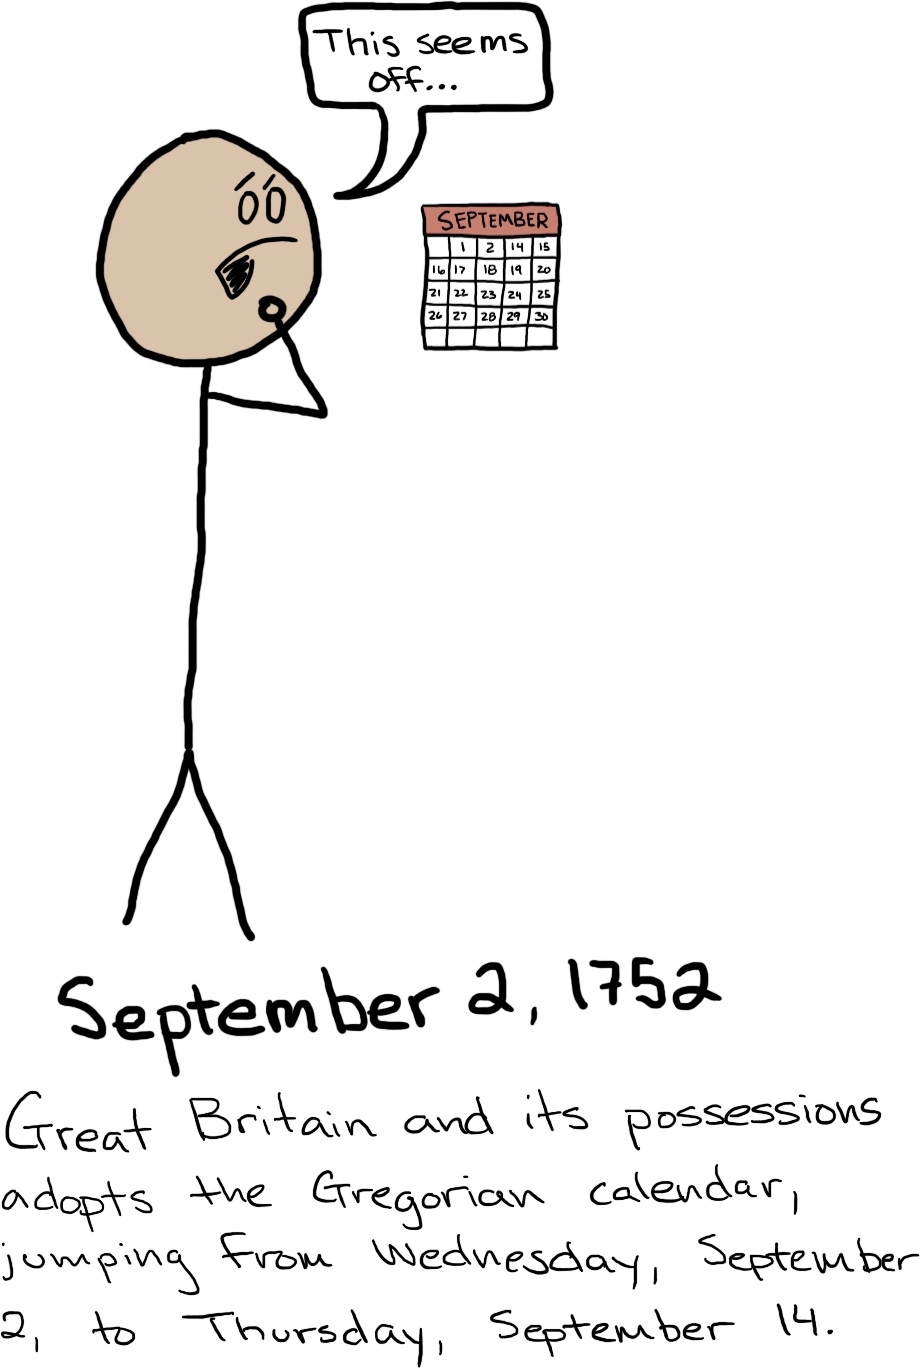 This seems
off...
SEPTEMBER
1 2 14 15
16 17 18 19 20
21 22 23 24 25
26 27 28 29 30
September 2, 1752
Great Britain and its possessions
adopts the Gregorian calendar,
jumping from Wednesday, September
2, to Thursday, September 14.